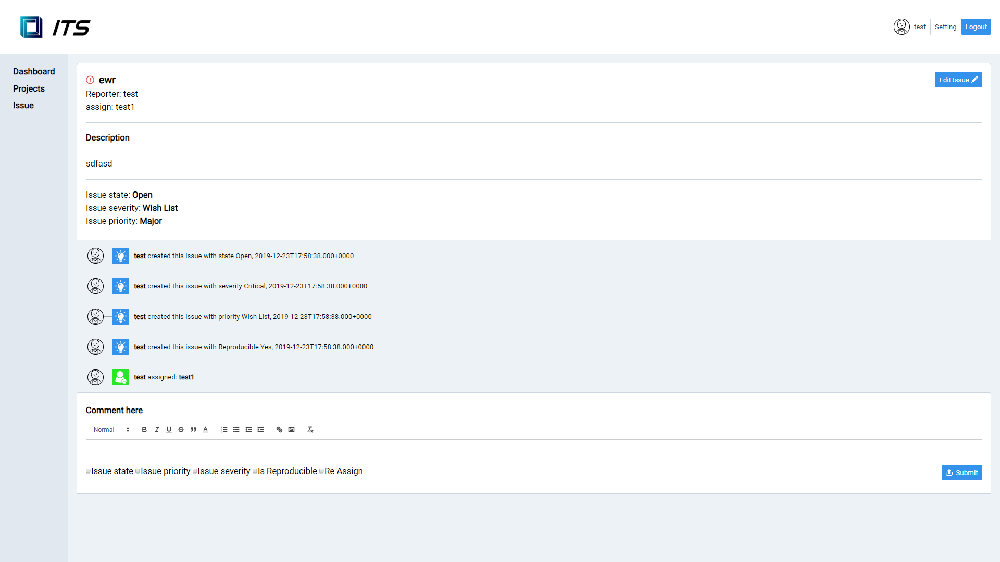 ITS
test Setting Logout
Dashboard
Projects
Issue
ewr
Edit Issue
Reporter: test
assign: test1
Description
sdfasd
Issue state: Open
Issue severity: Wish List
Issue priority: Major
test created this issue with state Open, 2019-12-23T17:58:38.000+0000
test created this issue with severity Critical, 2019-12-23T17:58:38.000+0000
test created this issue with priority Wish List, 2019-12-23T17:58:38.000+0000
test created this issue with Reproducible Yes, 2019-12-23T17:58:38.000+0000
test assigned: test1
Comment here
Normal
Issue state Issue priority Issue severity Is Reproducible Re Assign
Submit